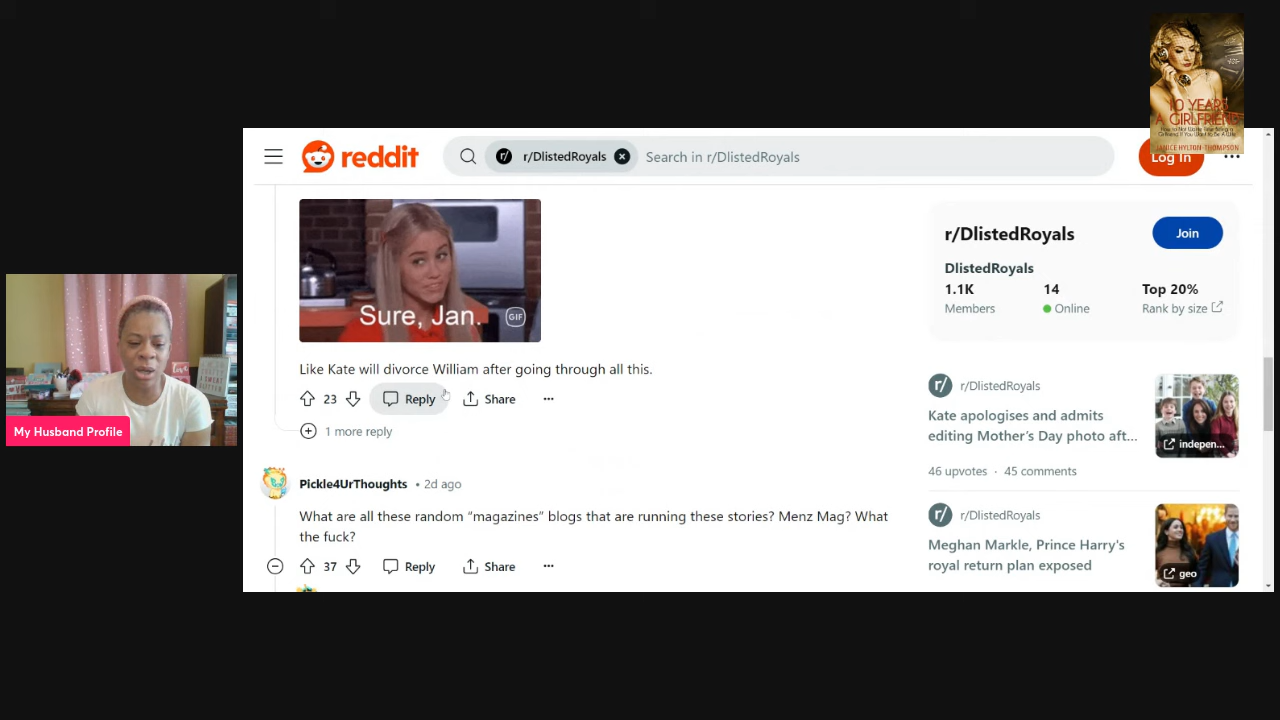 10 YEARS
A GIRLFRIEND
JANICE HYLTON-THOMPSON
reddit
r/DlistedRoyals
Search in r/DlistedRoyals
Log In
Sure, Jan.
GIF
Like Kate will divorce William after going through all this.
23
Reply
Share
1 more reply
Pickle4UrThoughts • 2d ago
What are all these random “magazines” blogs that are running these stories? Menz Mag? What
the fuck?
37
Reply
Share
r/DlistedRoyals
Join
DlistedRoyals
1.1K
14
Top 20%
Members
Online
Rank by size
r/DlistedRoyals
Kate apologises and admits
editing Mother's Day photo aft...
indepen...
46 upvotes · 45 comments
r/DlistedRoyals
Meghan Markle, Prince Harry's
royal return plan exposed
geo
My Husband Profile